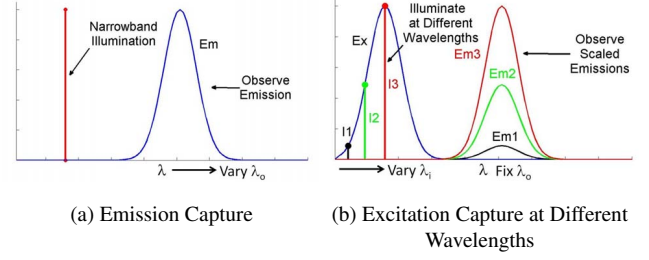 Narrowband
Illumination
Em
Observe
Emission
λ
Vary λo
(a) Emission Capture
Illuminate
at Different
Wavelengths
Ex
Em3
Observe
Scaled
Emissions
Em2
I3
I2
I1
Em1
Vary λi
λ Fix λo
(b) Excitation Capture at Different
Wavelengths